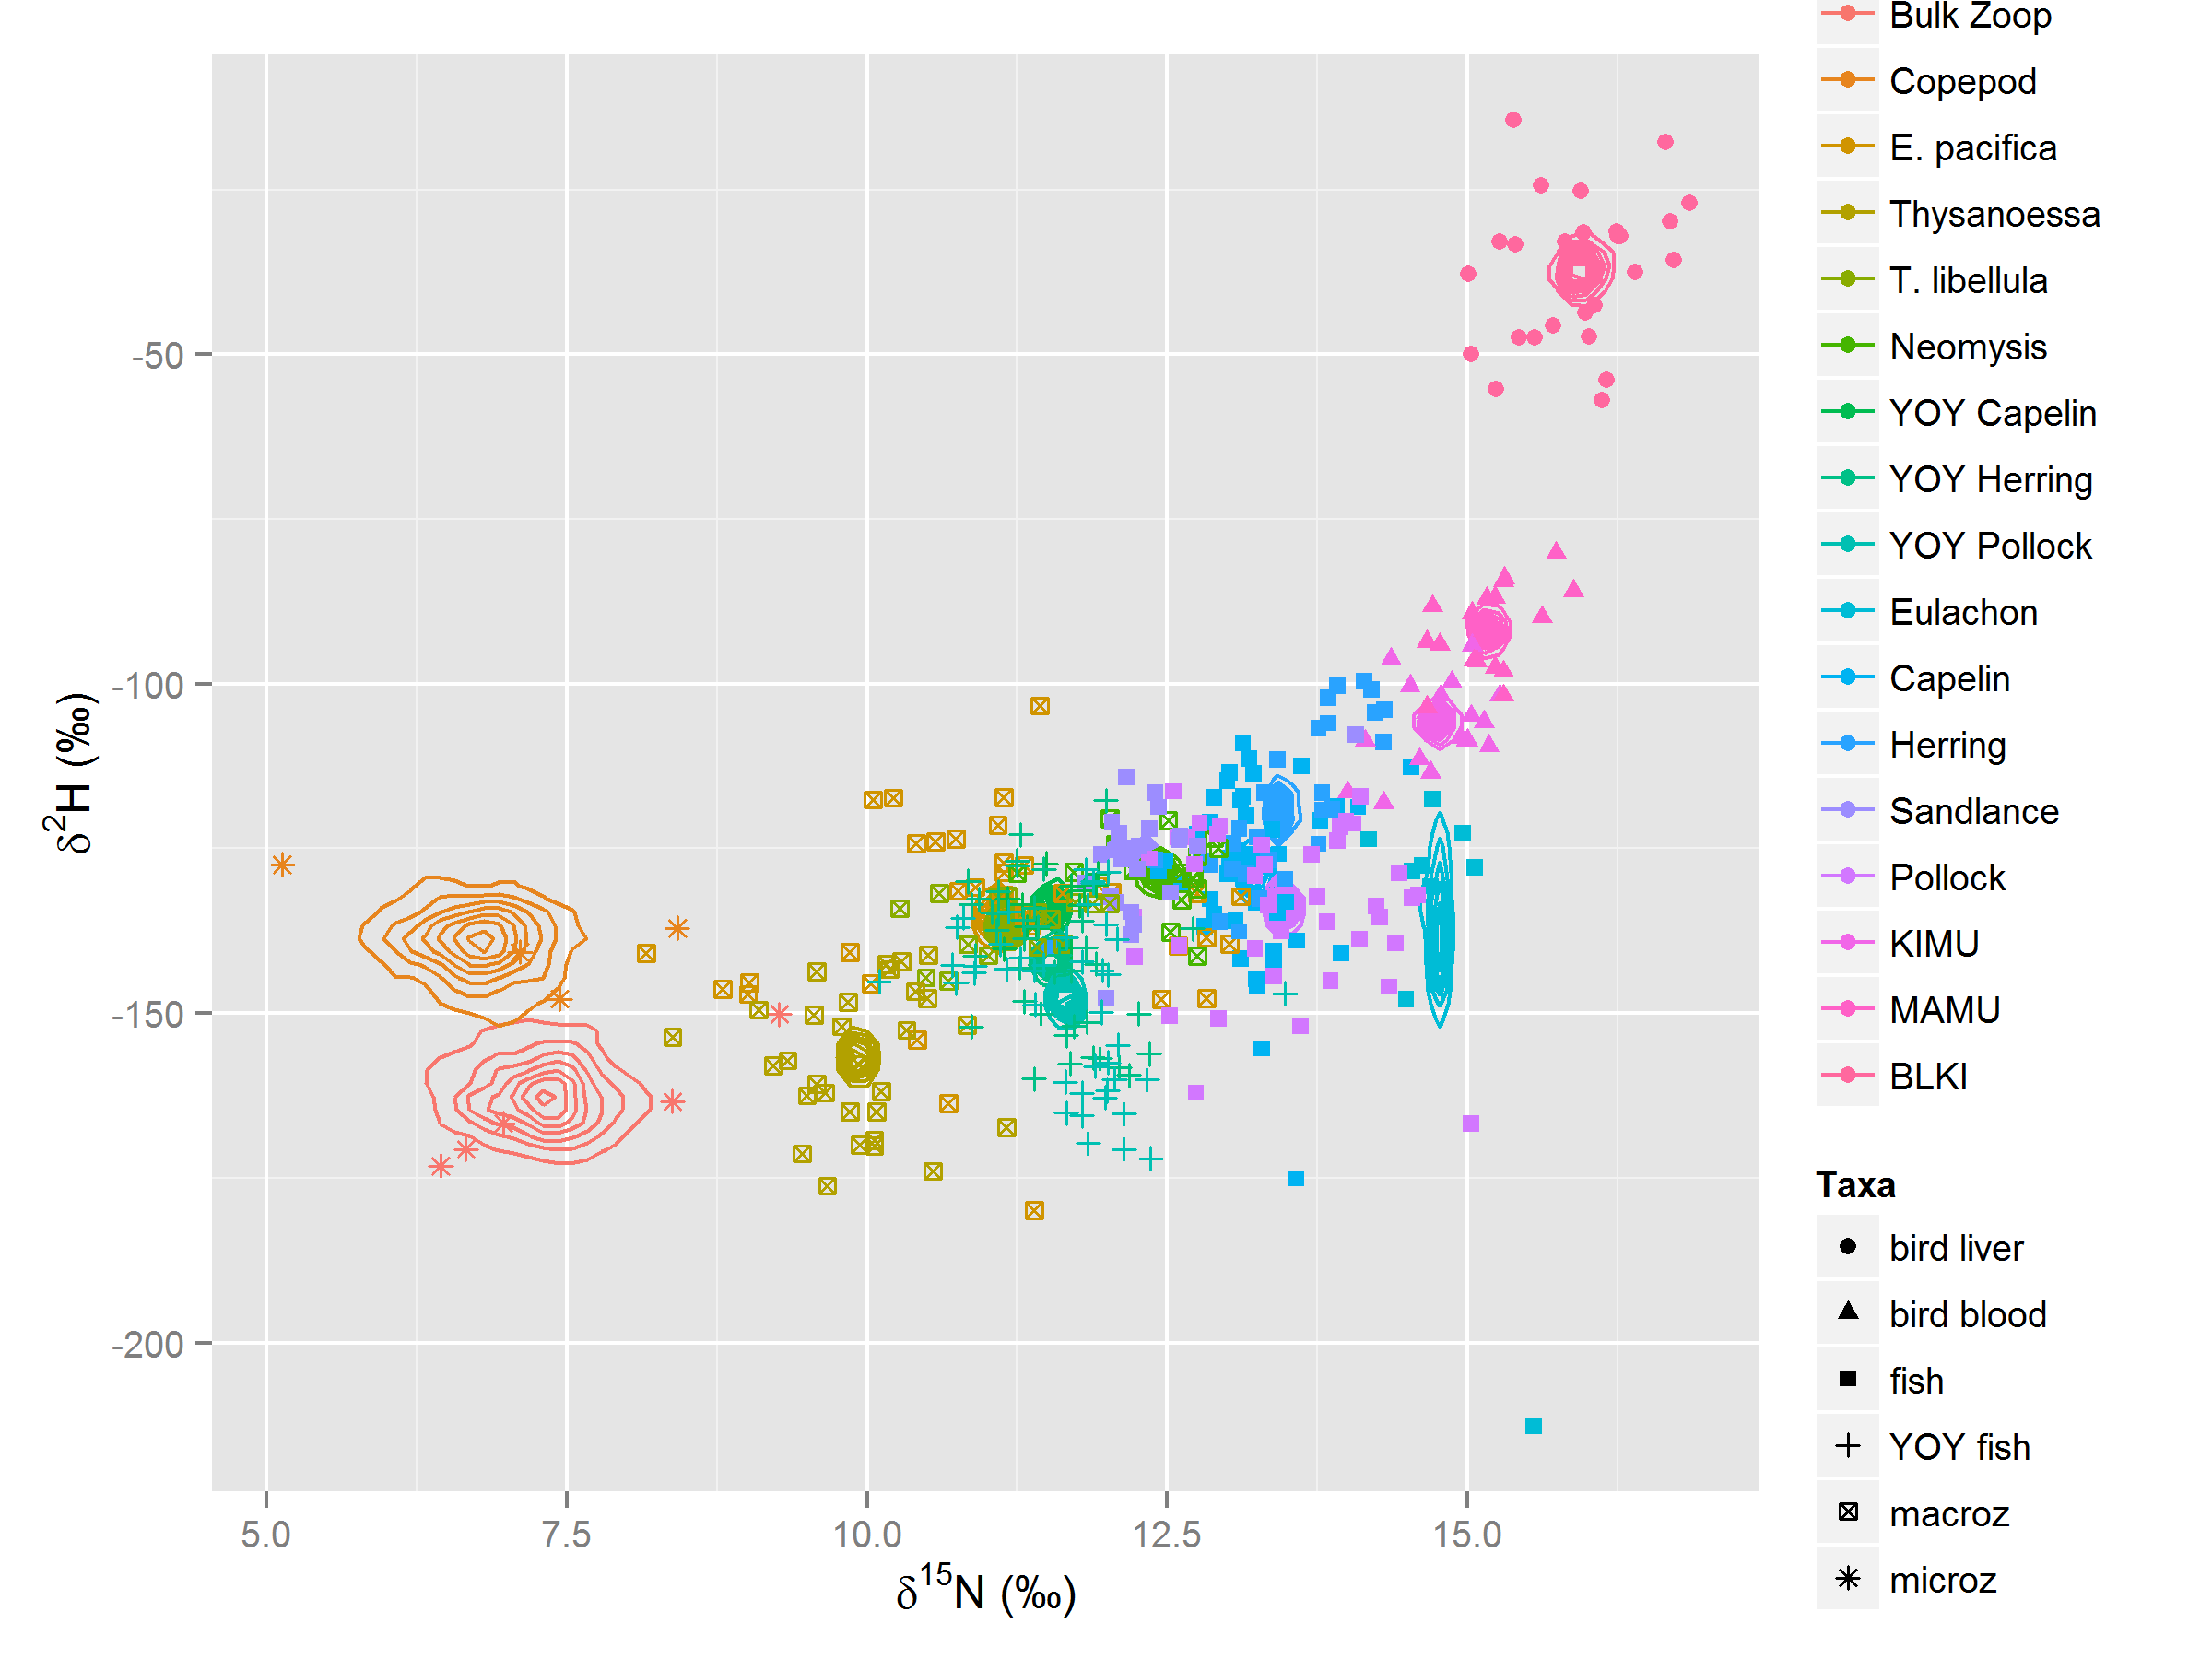 Bulk Zoop
Copepod
E. pacifica
Thysanoessa
T. libellula
Neomysis
YOY Capelin
YOY Herring
YOY Pollock
Eulachon
Capelin
Herring
Sandlance
Pollock
KIMU
MAMU
BLKI
Taxa
bird liver
bird blood
fish
YOY fish
macroz
microz
-50
-100
-150
-200
δ²H (‰)
5.0 7.5 10.0 12.5 15.0
δ¹⁵N (‰)